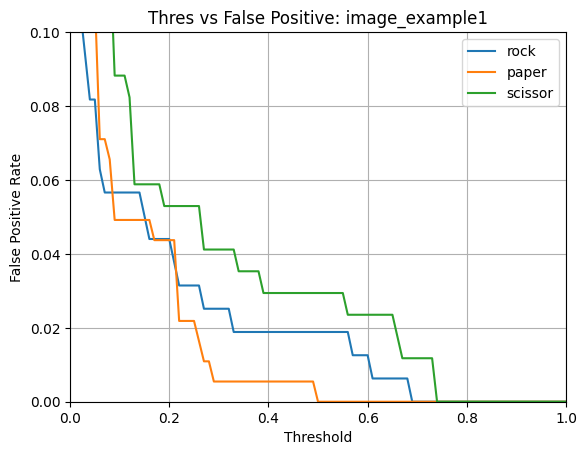 Thres vs False Positive: image_example1
0.10
0.08
0.06
0.04
0.02
0.00
False Positive Rate
rock
paper
scissor
0.0
0.2
0.4
0.6
0.8
1.0
Threshold